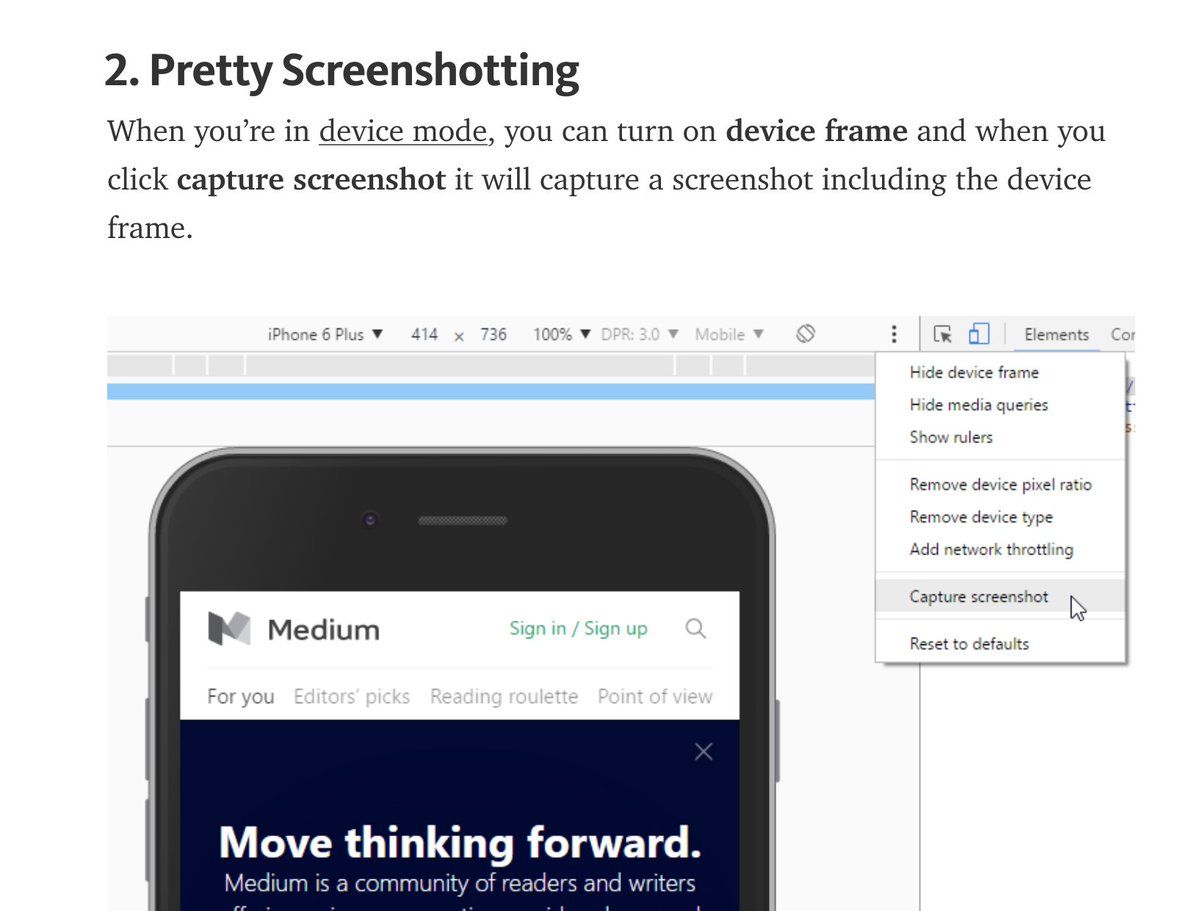 2. Pretty Screenshotting
When you’re in device mode, you can turn on device frame and when you
click capture screenshot it will capture a screenshot including the device
frame.
iPhone 6 Plus ▼ 414 x 736 100% ▼ DPR: 3.0 ▼ Mobile ▼ Elements
Hide device frame
Hide media queries
Show rulers
Remove device pixel ratio
Remove device type
Add network throttling
Capture screenshot
Reset to defaults
Medium Sign in / Sign up
For you Editors’ picks Reading roulette Point of view
Move thinking forward.
Medium is a community of readers and writers